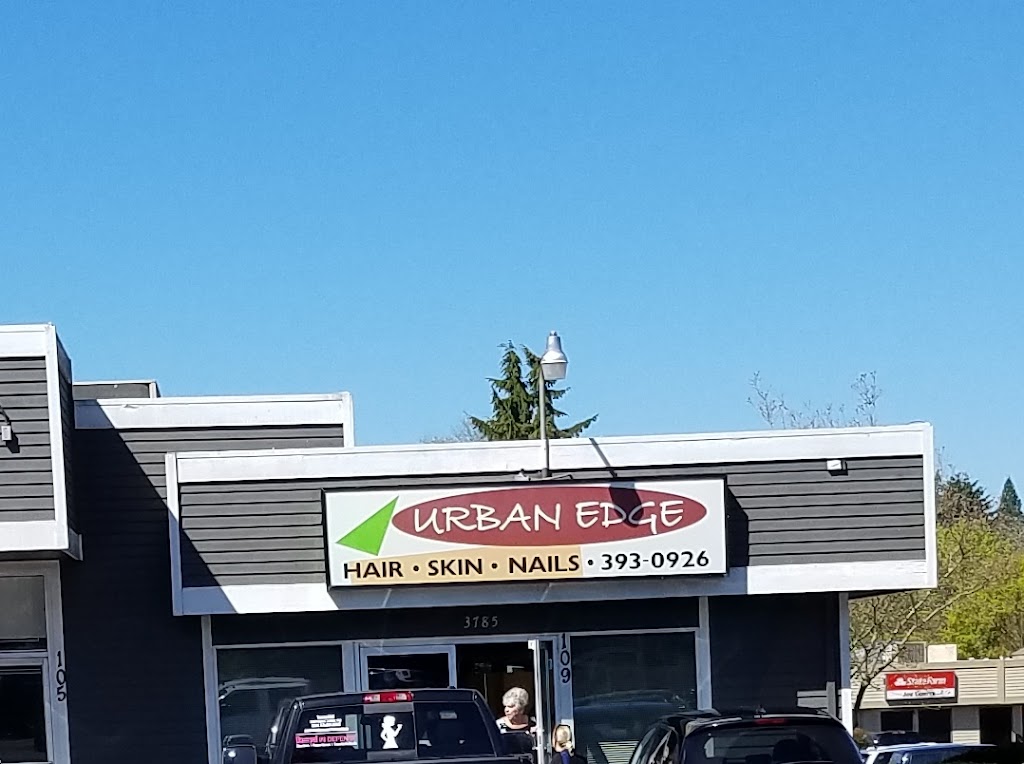 URBAN EDGE
HAIR • SKIN • NAILS • 393-0926
3785
105
109
State Farm